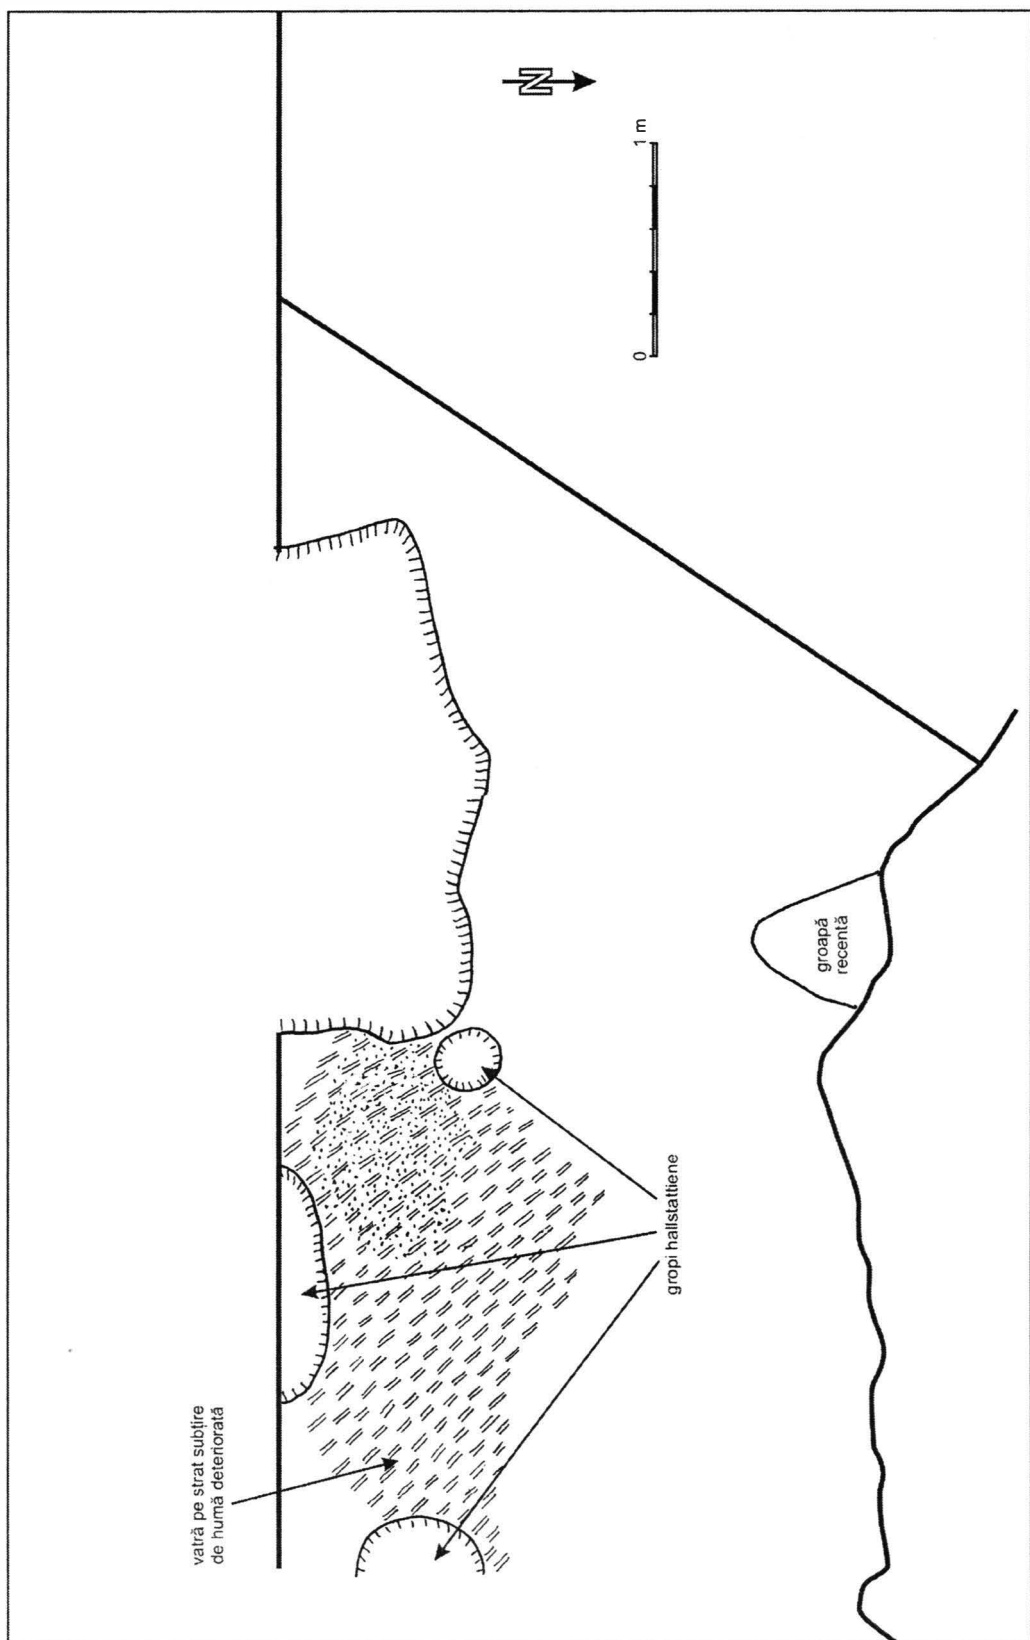 vatră pe strat subțire
de humă deteriorată
gropi hallstattiene
groapă
recentă
0
1 m
N